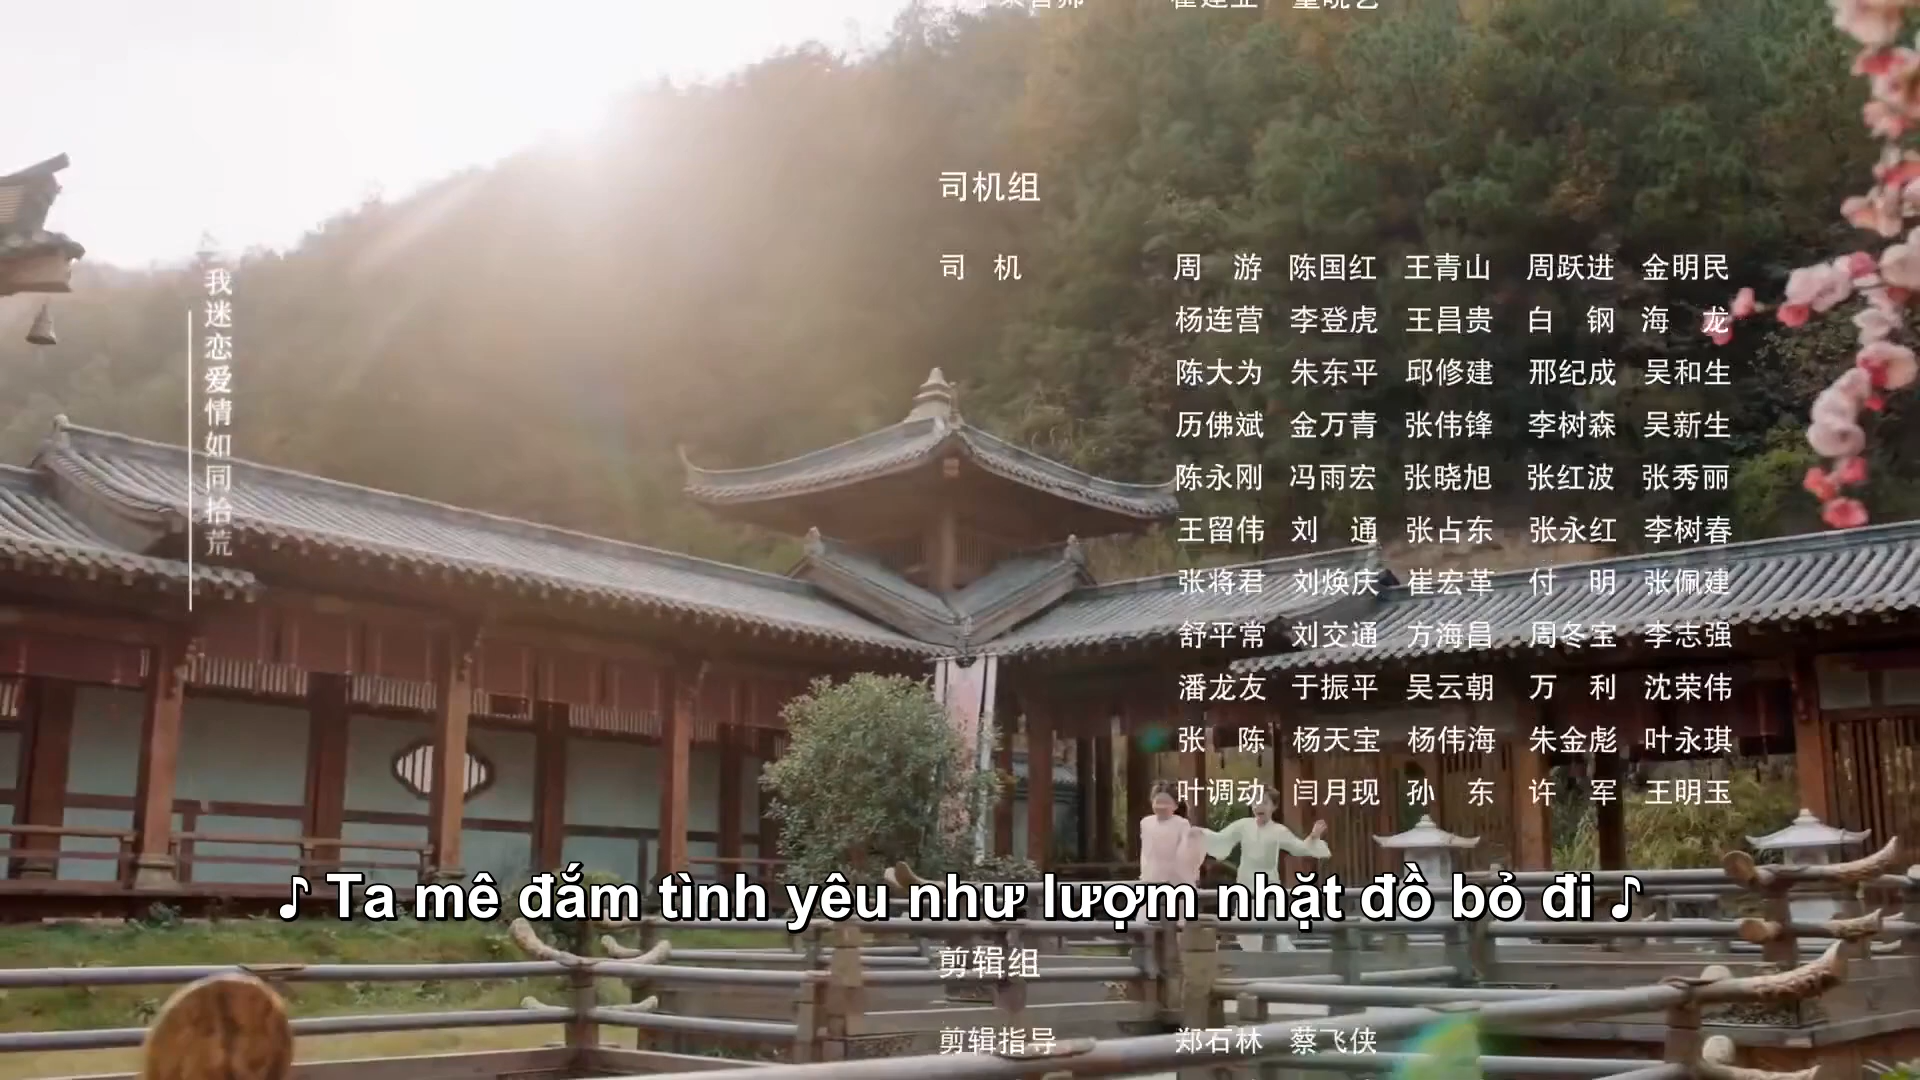 我迷恋爱情如同拾荒
司机组
司 机 周 游 陈国红 王青山 周跃进 金明民
杨连营 李登虎 王昌贵 白 钢 海 龙
陈大为 朱东平 邱修建 邢纪成 吴和生
历佛斌 金万青 张伟锋 李树森 吴新生
陈永刚 冯雨宏 张晓旭 张红波 张秀丽
王留伟 刘 通 张占东 张永红 李树春
张将君 刘焕庆 崔宏革 付 明 张佩建
舒平常 刘交通 方海昌 周冬宝 李志强
潘龙友 于振平 吴云朝 万 利 沈荣伟
张 陈 杨天宝 杨伟海 朱金彪 叶永琪
叶调动 闫月现 孙 东 许 军 王明玉
♪ Ta mê đắm tình yêu như lượm nhặt đồ bỏ đi ♪
剪辑组
剪辑指导 郑石林 蔡飞侠